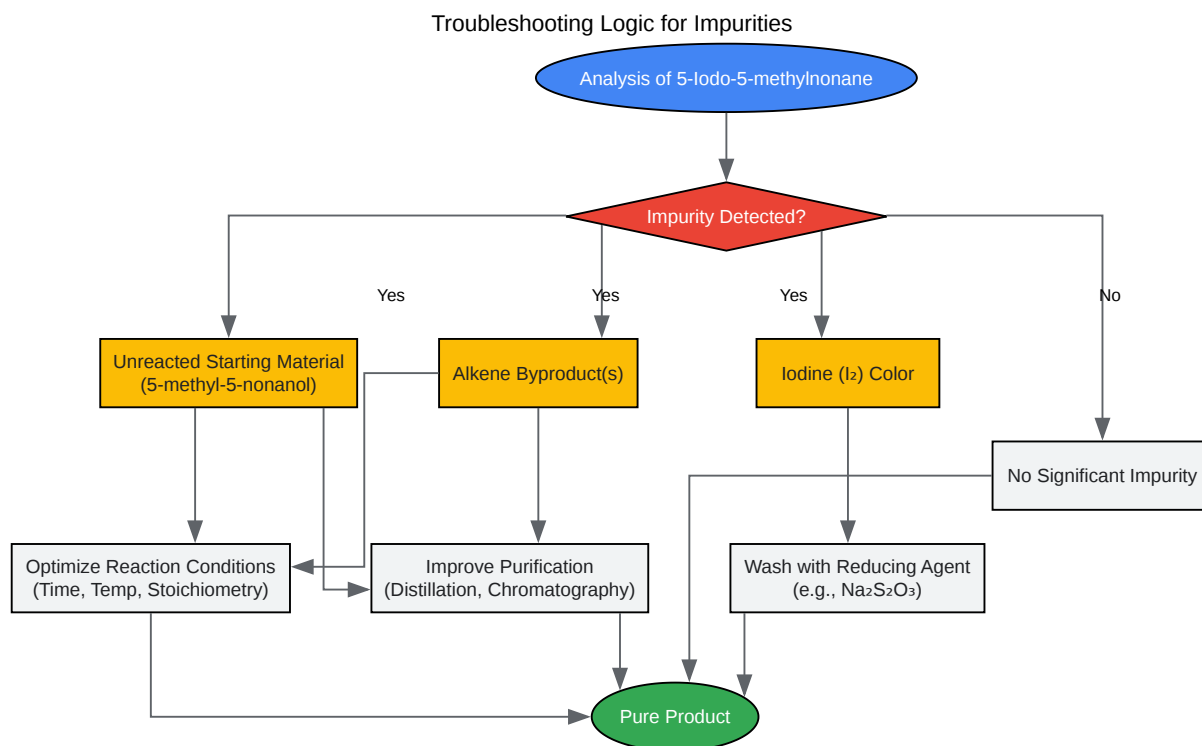 Troubleshooting Logic for Impurities
Analysis of 5-Iodo-5-methylnonane
Impurity Detected?
Yes
Yes
Yes
No
Unreacted Starting Material
(5-methyl-5-nonanol)
Alkene Byproduct(s)
Iodine (I₂) Color
No Significant Impurity
Optimize Reaction Conditions
(Time, Temp, Stoichiometry)
Improve Purification
(Distillation, Chromatography)
Wash with Reducing Agent
(e.g., Na₂S₂O₃)
Pure Product